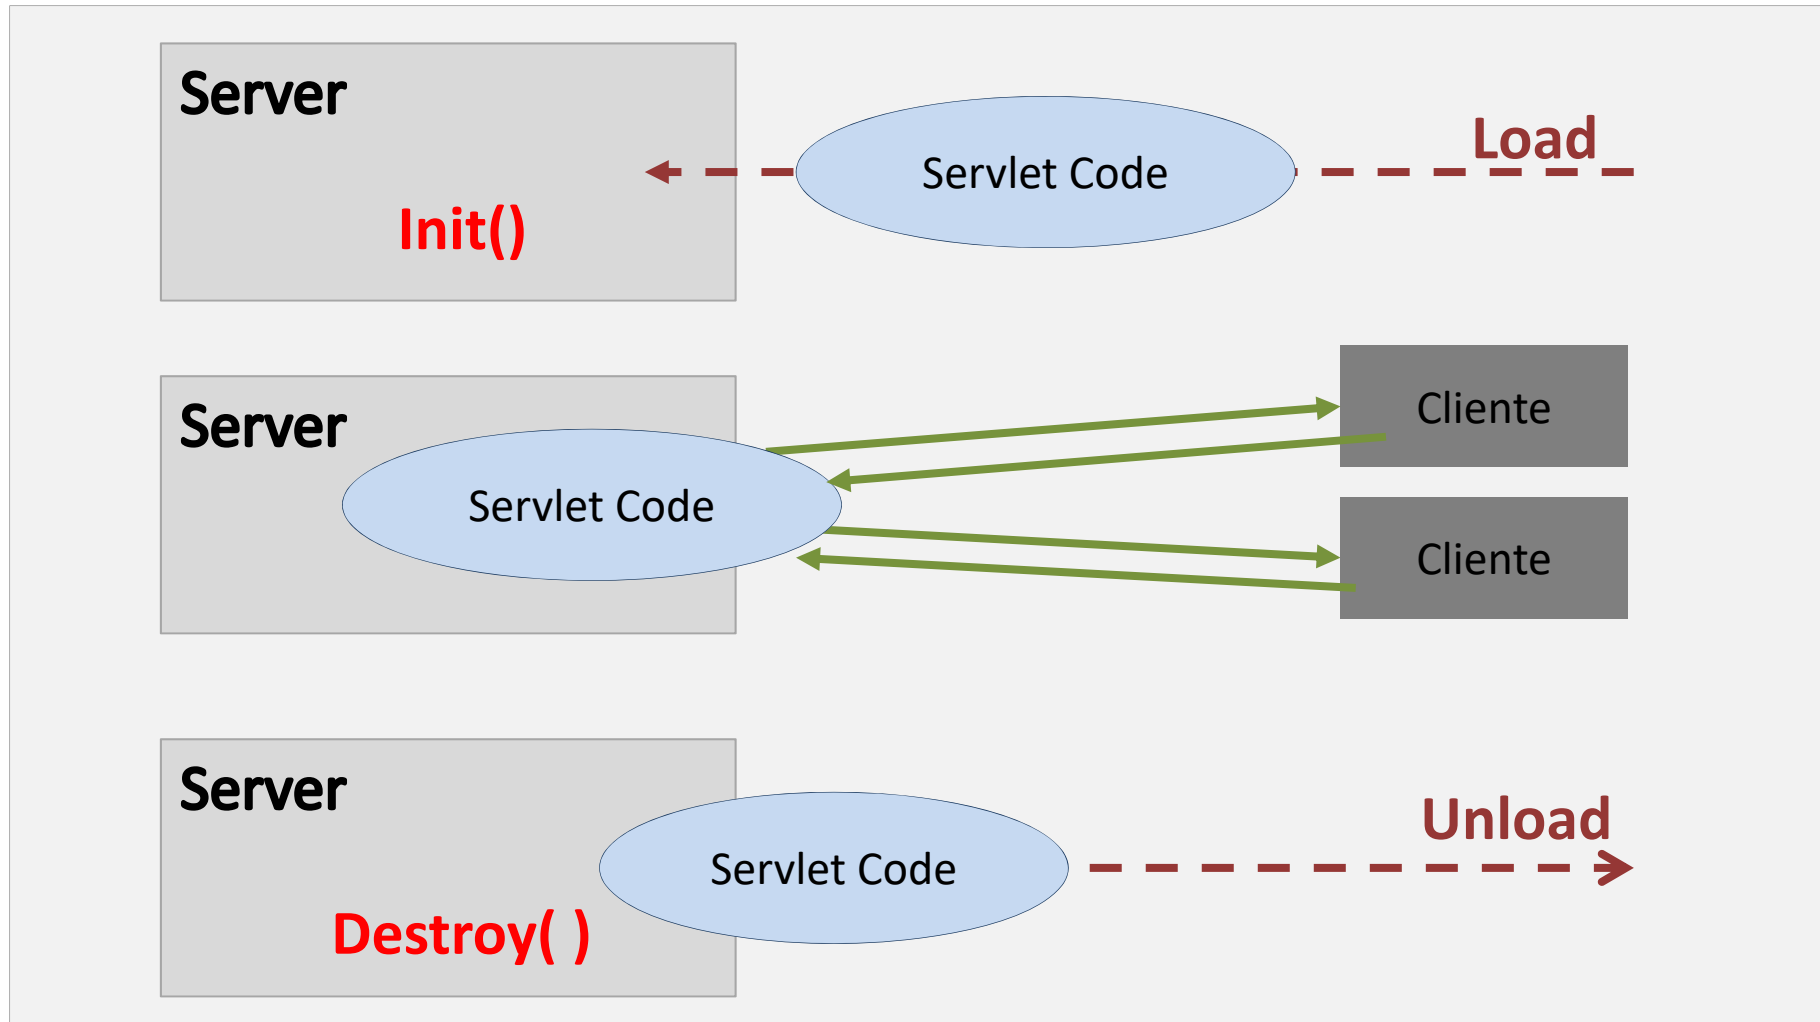 Server
Load
Servlet Code
Init()
Server
Cliente
Servlet Code
Cliente
Server
Unload
Servlet Code
Destroy( )